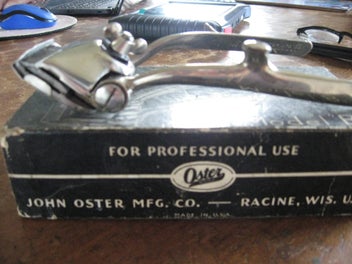 FOR PROFESSIONAL USE
Oster
JOHN OSTER MFG. CO. — RACINE, WIS. U.
MADE IN U.S.A.